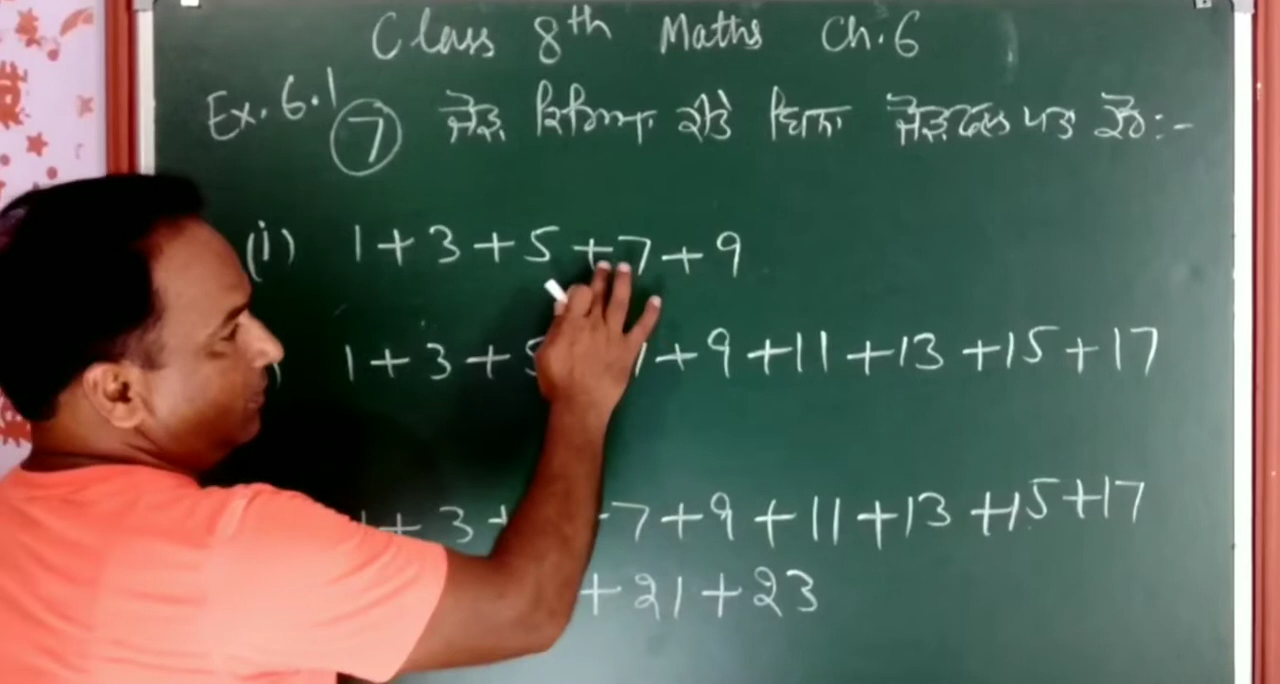 Class 8th Maths Ch.6
Ex. 6.1
(7) ਜੋੜ ਕੀਤੇ ਬਿਨਾਂ ਜੋੜਫਲ ਪਤਾ ਕਰੋ:-
(i) 1+3+5+7+9
1+3+5 +9+11+13+15+17
+3+ 7+9+11+13+15+17
+21+23